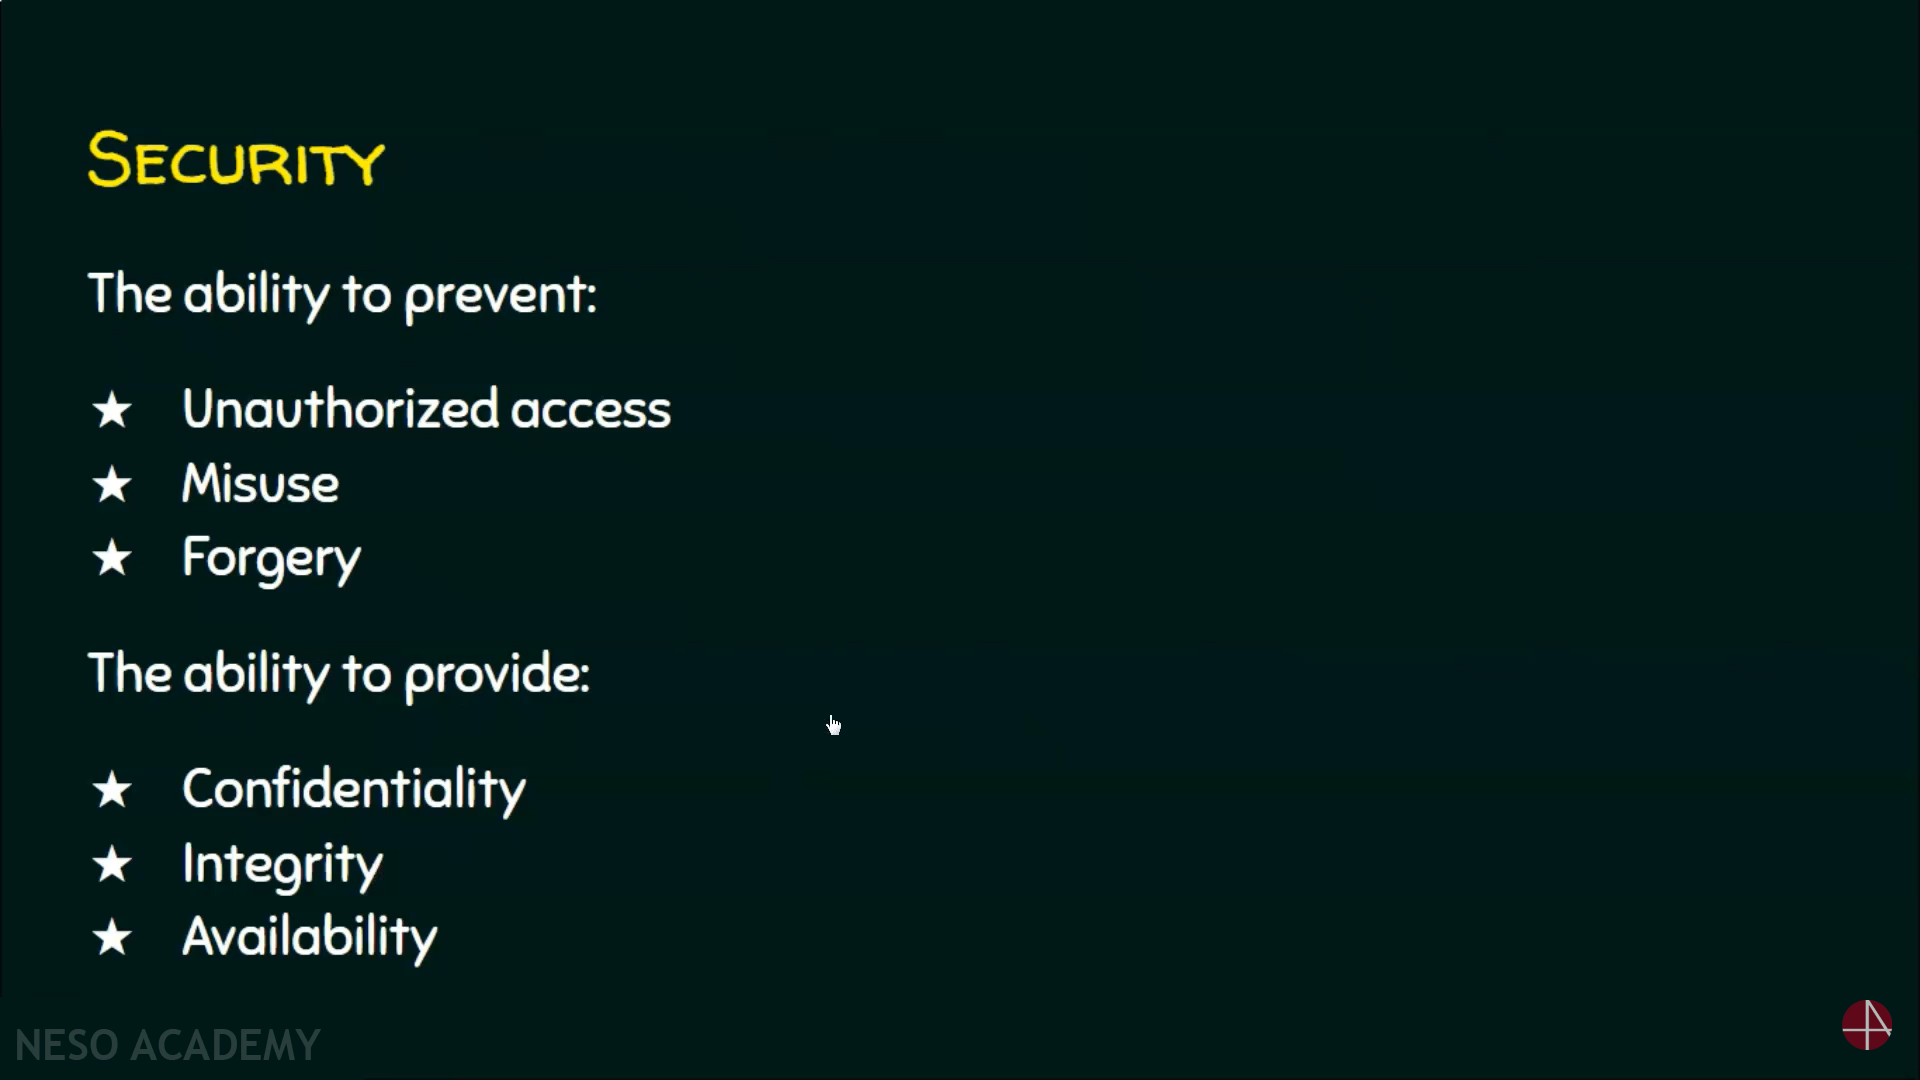 SECURITY
The ability to prevent:
★ Unauthorized access
★ Misuse
★ Forgery
The ability to provide:
★ Confidentiality
★ Integrity
★ Availability
NESO ACADEMY